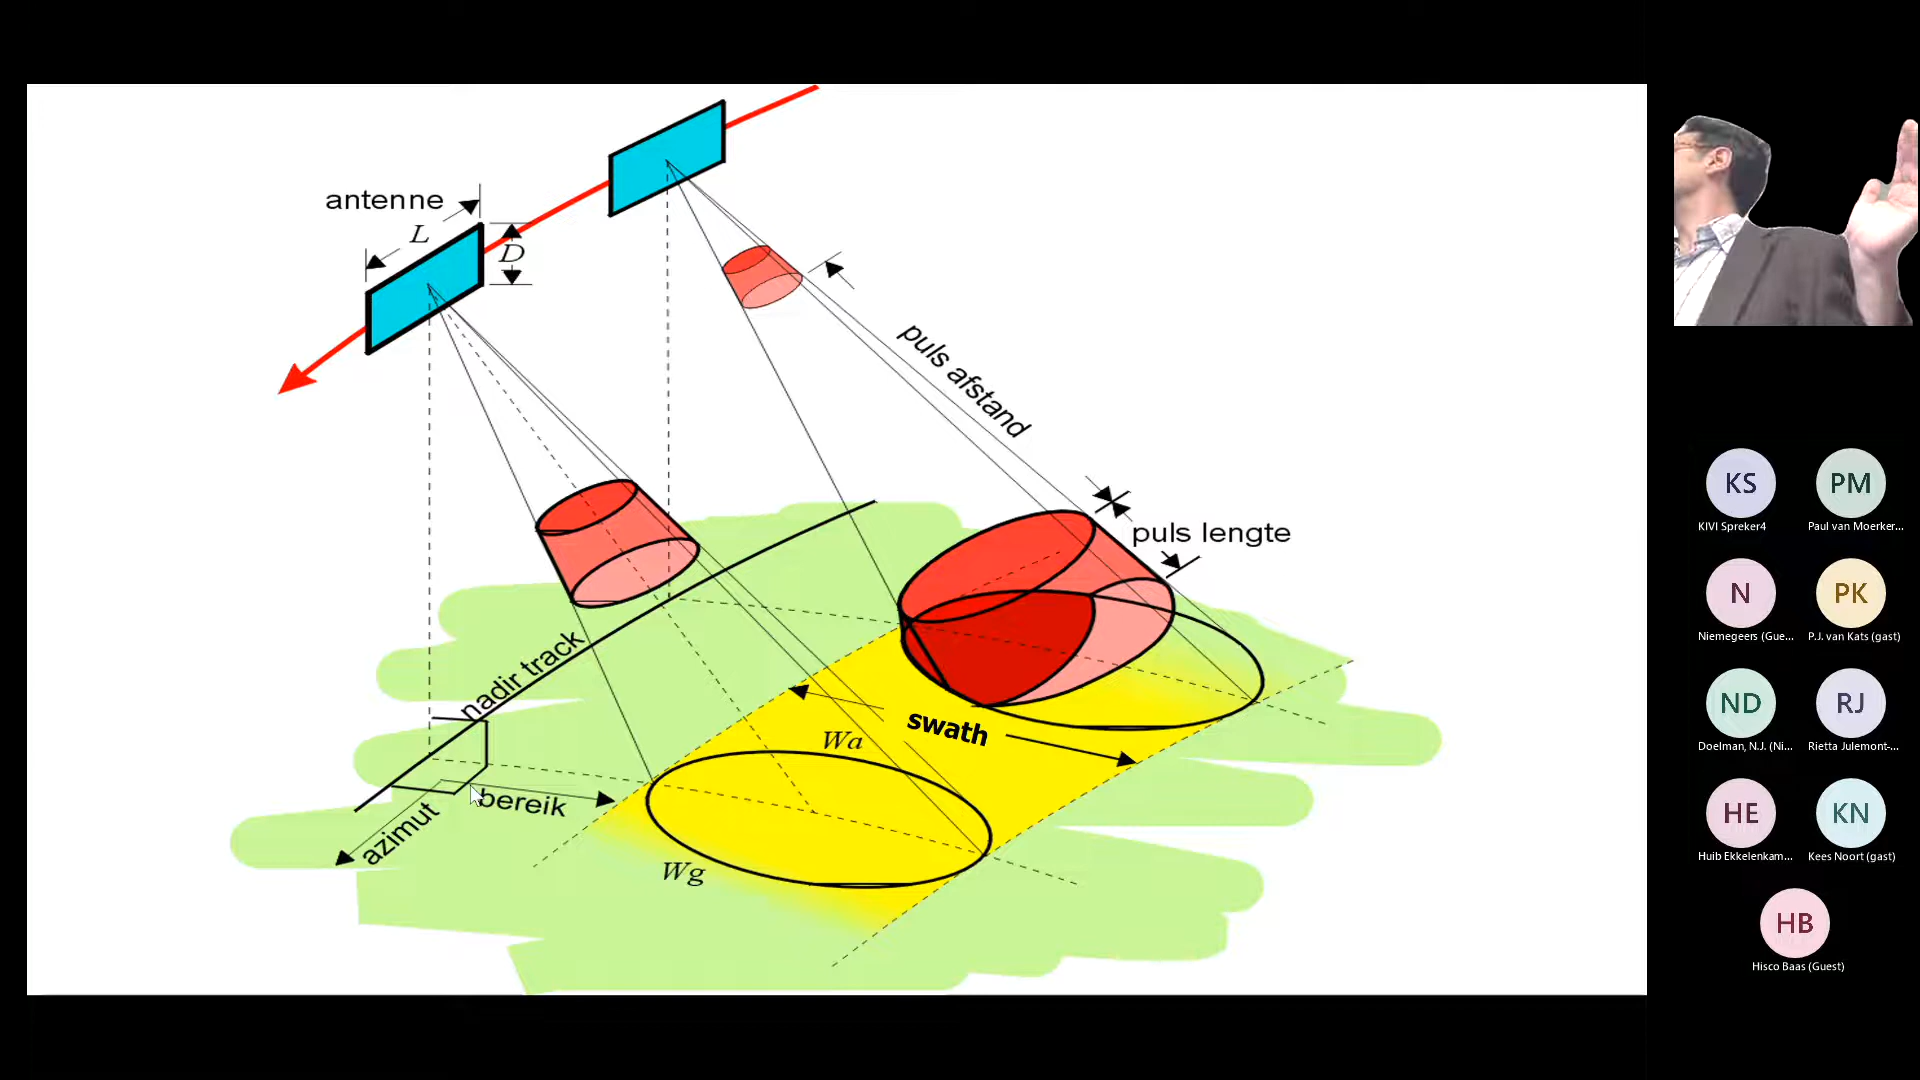 antenne
L
D
puls afstand
puls lengte
nadir track
swath
Wa
bereik
azimut
Wg
KS
KIVI Spreker4
PM
Paul van Moerker...
N
Niemegeers (Gue...
PK
P.J. van Kats (gast)
ND
Doelman, N.J. (Ni...
RJ
Rietta Julemont-...
HE
Huib Ekkelenkam...
KN
Kees Noort (gast)
HB
Hisco Baas (Guest)